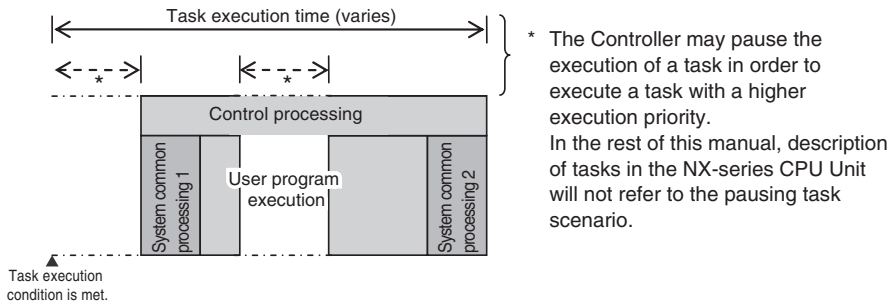 Task execution time (varies)
*
*
Control processing
System common
processing 1
User program
execution
System common
processing 2
Task execution
condition is met.
* The Controller may pause the
execution of a task in order to
execute a task with a higher
execution priority.
In the rest of this manual, description
of tasks in the NX-series CPU Unit
will not refer to the pausing task
scenario.